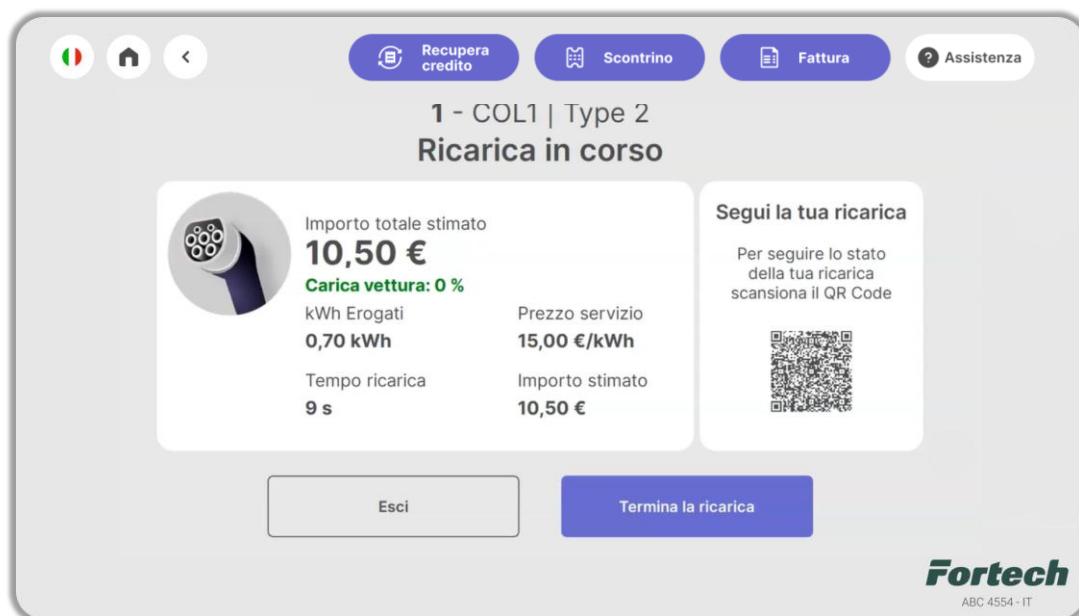 Recupera
credito
Scontrino
Fattura
? Assistenza
1 - COL1 | Type 2
Ricarica in corso
Importo totale stimato
10,50 €
Carica vettura: 0 %
kWh Erogati
0,70 kWh
Prezzo servizio
15,00 €/kWh
Tempo ricarica
9 s
Importo stimato
10,50 €
Segui la tua ricarica
Per seguire lo stato
della tua ricarica
scansiona il QR Code
Esci
Termina la ricarica
Fortech
ABC 4554 - IT